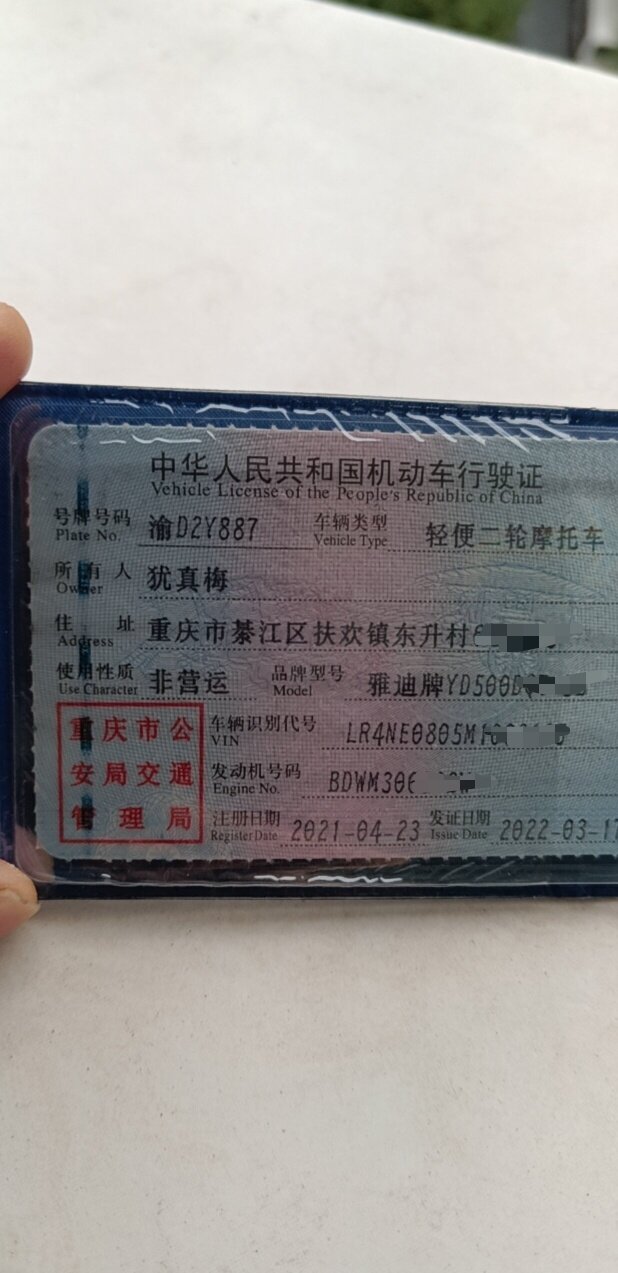 中华人民共和国机动车行驶证
Vehicle License of the People's Republic of China
号牌号码 渝D2Y887 车辆类型 轻便二轮摩托车
Plate No. Vehicle Type
所有人 犹真梅
Owner
住址 重庆市綦江区扶欢镇东升村
Address
使用性质 非营运 品牌型号 雅迪牌YD500D
Use Character Model
重庆市公 车辆识别代号 LR4NE0805M1
VIN
安局交通 发动机号码 BDWM306
Engine No.
管理局 注册日期 2021-04-23 发证日期 2022-03-17
Register Date Issue Date